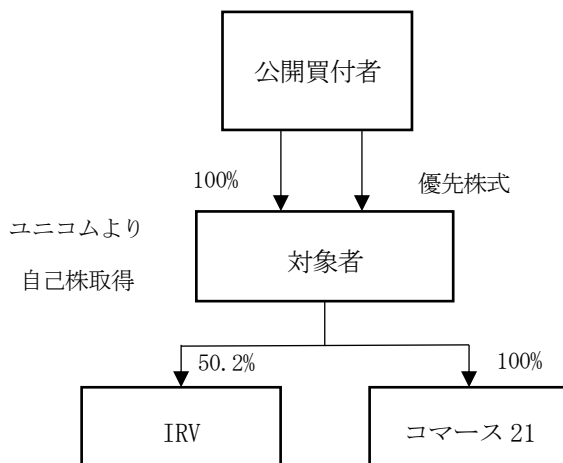 公開買付者
100%
優先株式
ユニコムより
自己株取得
対象者
50.2%
100%
IRV
コマース 21